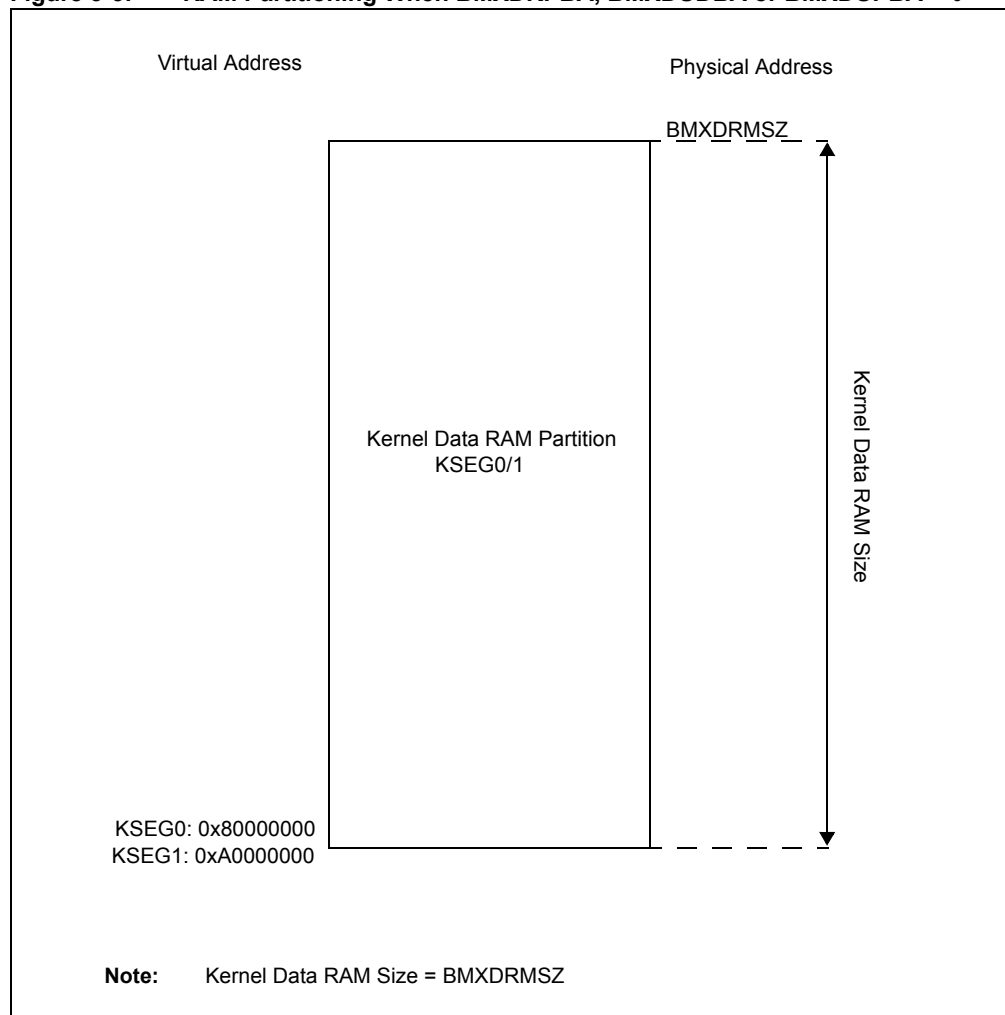 Virtual Address
Physical Address
BMXDRMSZ
Kernel Data RAM Partition
KSEG0/1
Kernel Data RAM Size
KSEG0: 0x80000000
KSEG1: 0xA0000000
Note: Kernel Data RAM Size = BMXDRMSZ